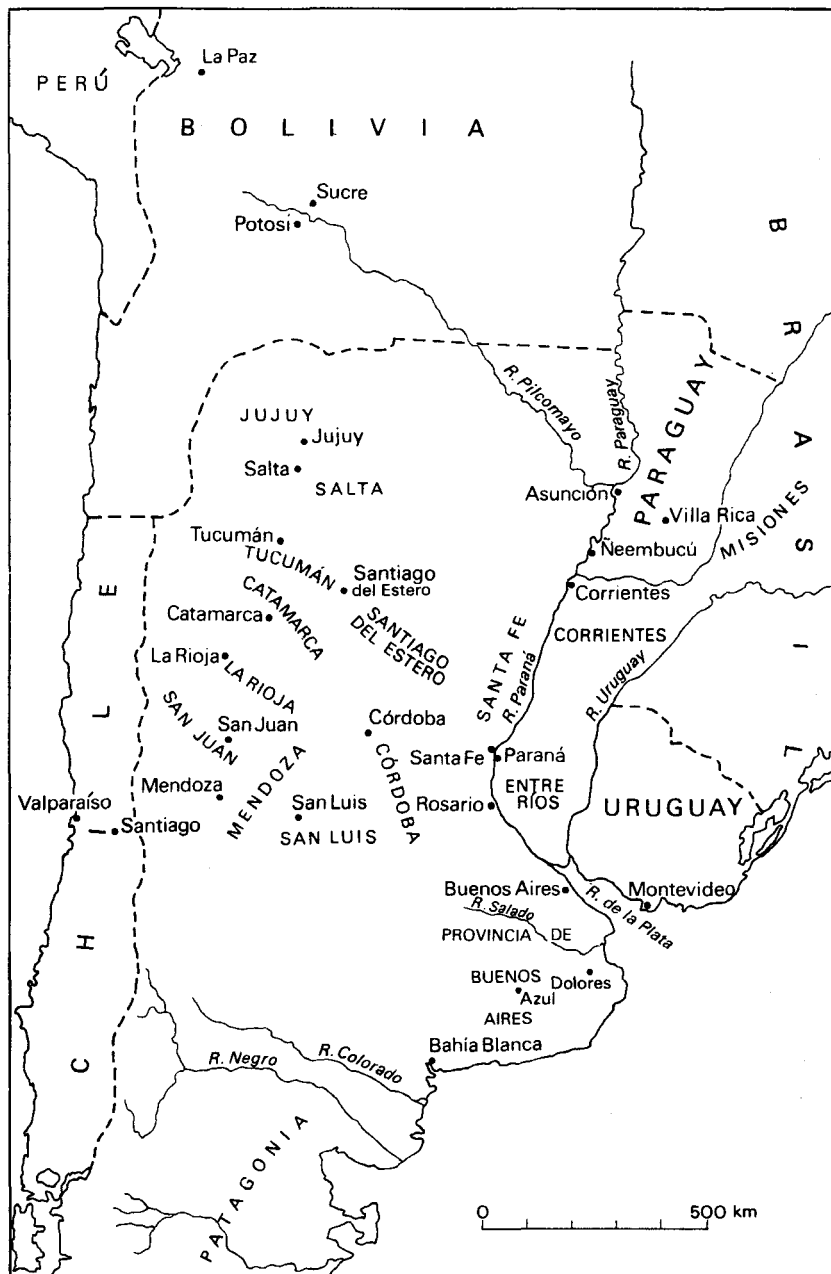 La Paz
PERÚ
BOLIVIA
Sucre
Potosí
BRASIL
R. Pilcomayo
R. Paraguay
PARAGUAY
JUJUY
Jujuy
Salta
SALTA
Asunción
Villa Rica
MISIONES
Tucumán
TUCUMÁN
Ñeembucú
Santiago
del Estero
Corrientes
CATAMARCA
Catamarca
SANTIAGO
DEL ESTERO
CORRIENTES
La Rioja
LA RIOJA
SANTA FE
R. Paraná
R. Uruguay
SAN JUAN
San Juan
Córdoba
CÓRDOBA
Santa Fe
Paraná
MENDOZA
Mendoza
ENTRE
RÍOS
Rosario
URUGUAY
Valparaíso
Santiago
San Luis
SAN LUIS
CHILE
Buenos Aires
R. de la Plata
Montevideo
R. Salado
PROVINCIA DE
BUENOS
AIRES
Dolores
Azul
Bahía Blanca
R. Negro
R. Colorado
PATAGONIA
0 500 km